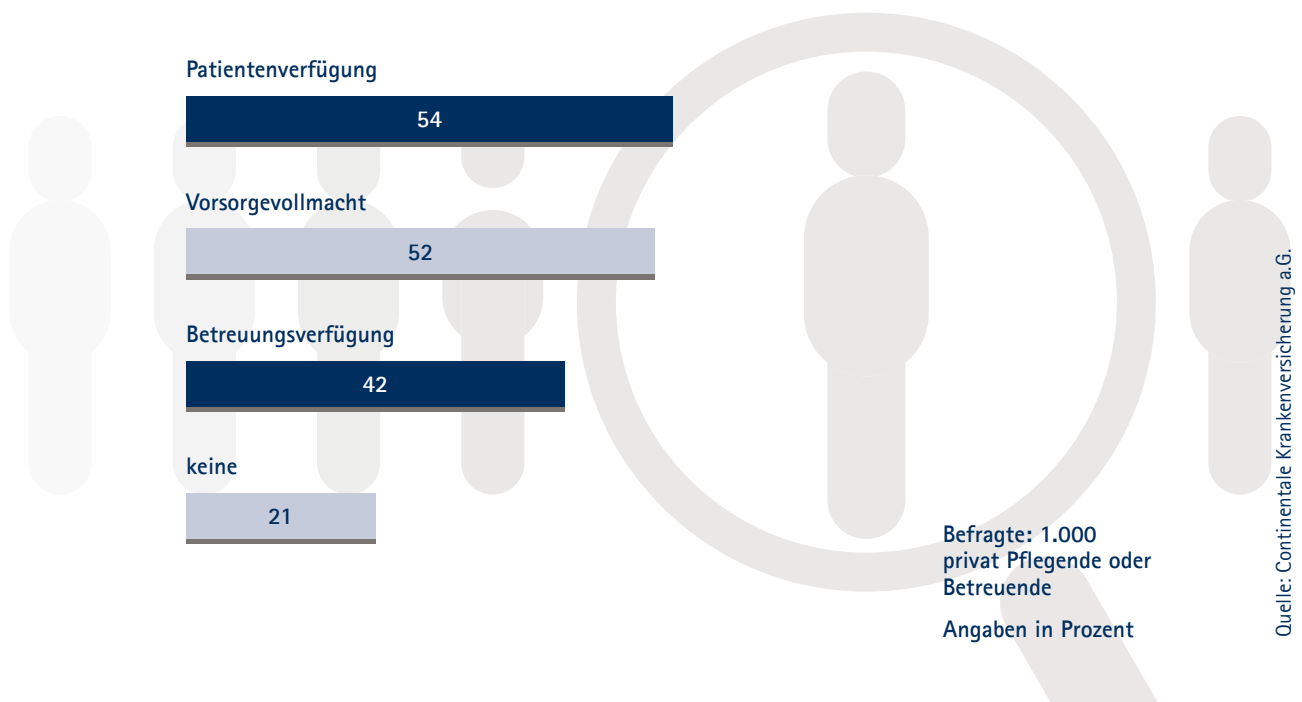 Patientenverfügung
54
Vorsorgevollmacht
52
Betreuungsverfügung
42
keine
21
Befragte: 1.000
privat Pflegende oder
Betreuende
Angaben in Prozent
Quelle: Continentale Krankenversicherung a.G.